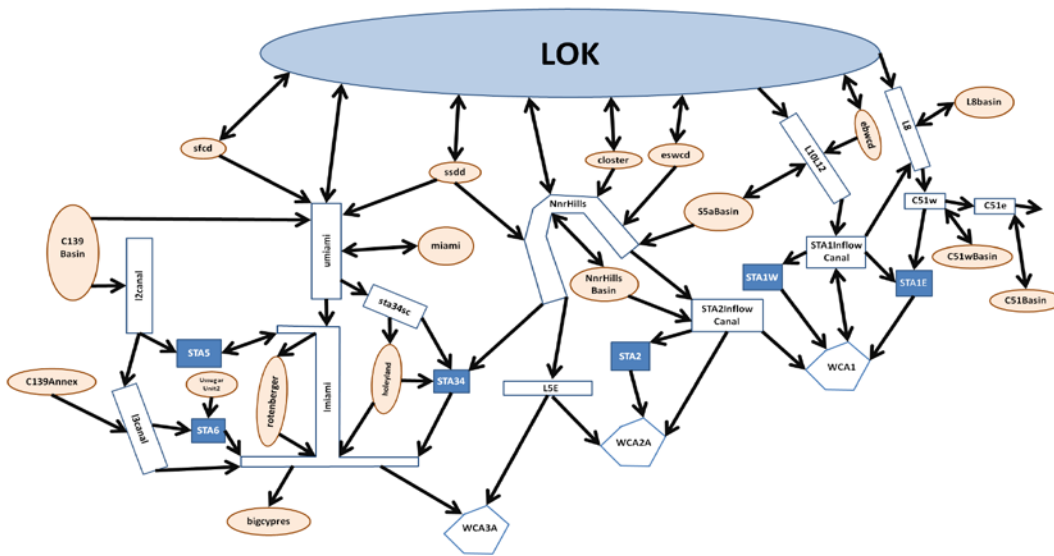 LOK
L8
L8basin
sfcd
ssdd
closter
eswcd
L10L12
ebwcd
C139
Basin
umiami
miami
NnrHills
S5aBasin
C51w
C51e
C51wBasin
C51Basin
l2canal
sta34sc
NnrHills
Basin
STA1Inflow
Canal
STA1W
STA1E
STA2Inflow
Canal
STA5
STA2
WCA1
C139Annex
Unit2
rotenberger
lmiami
holeyland
STA34
L5E
l3canal
STA6
WCA2A
bigcypres
WCA3A